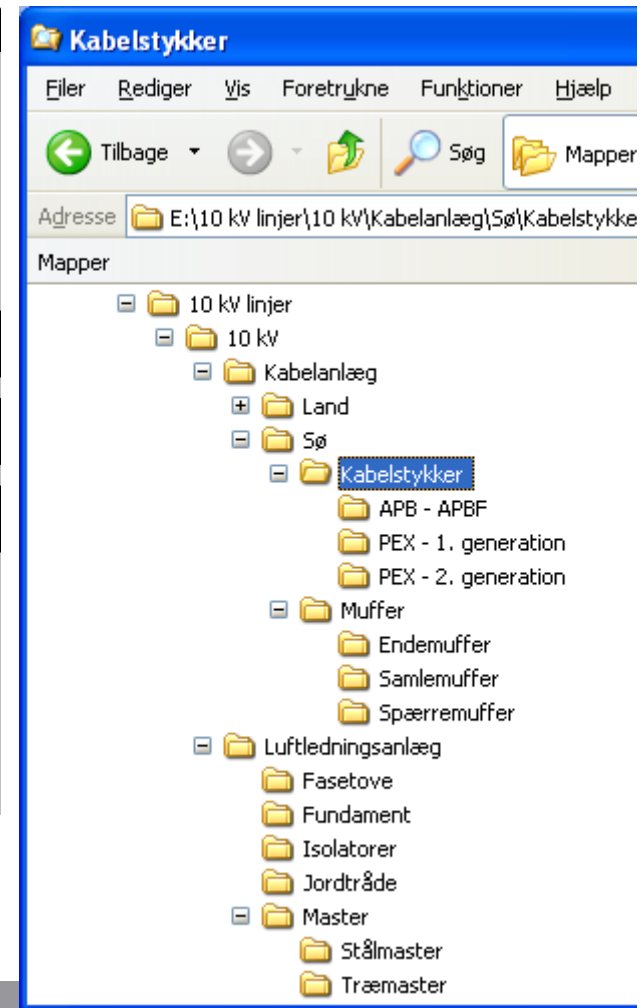 Kabelstykker
Filer Rediger Vis Foretrukne Funktioner Hjælp
Tilbage Søg Mapper
Adresse E:\10 kV linjer\10 kV\Kabelanlæg\Sø\Kabelstykke
Mapper
10 kV linjer
10 kV
Kabelanlæg
Land
Sø
Kabelstykker
APB - APBF
PEX - 1. generation
PEX - 2. generation
Muffer
Endemuffer
Samlemuffer
Spærremuffer
Luftledningsanlæg
Fasetove
Fundament
Isolatorer
Jordtråde
Master
Stålmaster
Træmaster